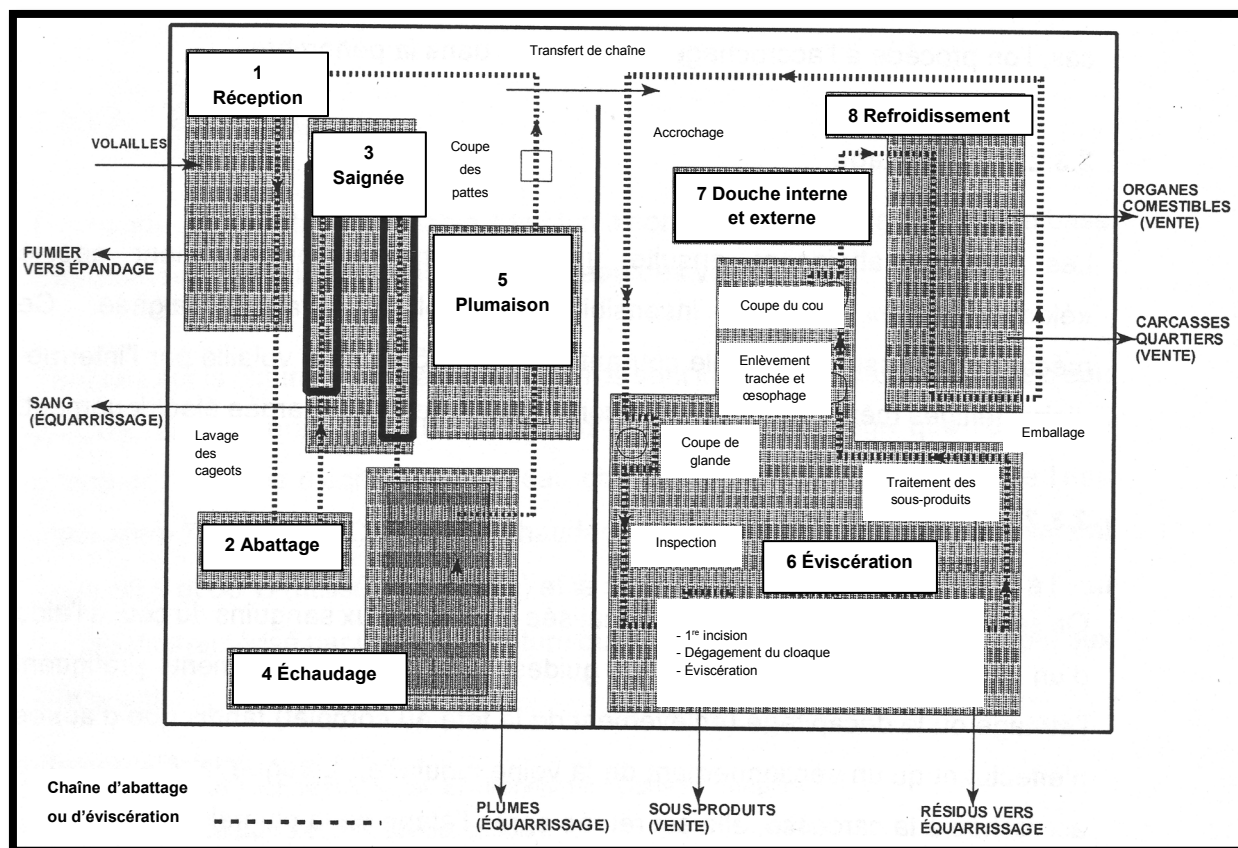 Transfert de chaîne
1
Réception
8 Refroidissement
VOLAILLES
3
Saignée
Coupe
des
pattes
Accrochage
7 Douche interne
et externe
ORGANES
COMESTIBLES
(VENTE)
FUMIER
VERS ÉPANDAGE
5
Plumaison
Coupe du cou
CARCASSES
QUARTIERS
(VENTE)
Enlèvement
trachée et
œsophage
SANG
(ÉQUARRISSAGE)
Lavage
des
cageots
Coupe de
glande
Emballage
Traitement des
sous-produits
2 Abattage
Inspection
6 Éviscération
- 1re incision
- Dégagement du cloaque
- Éviscération
4 Échaudage
Chaîne d'abattage
ou d'éviscération
PLUMES
(ÉQUARRISSAGE)
SOUS-PRODUITS
(VENTE)
RÉSIDUS VERS
ÉQUARRISSAGE